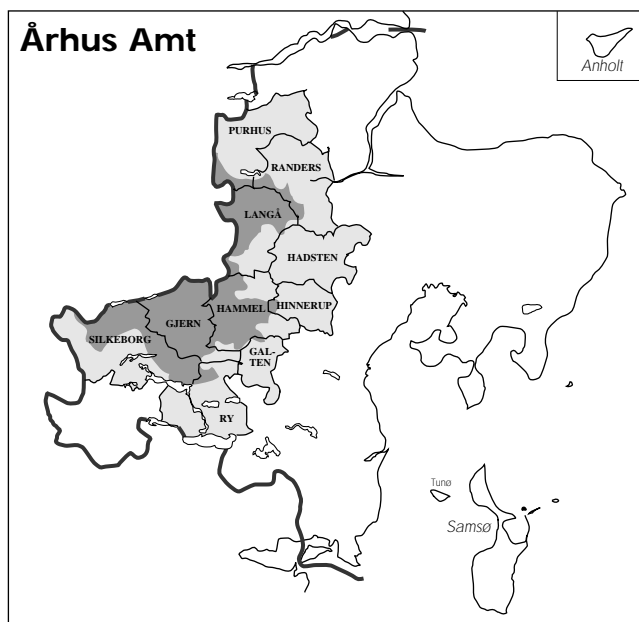 Århus Amt
Anholt
PURHUS
RANDERS
LANGÅ
HADSTEN
HAMMEL
HINNERUP
GJERN
SILKEBORG
GAL-
TEN
RY
Tunø
Samsø